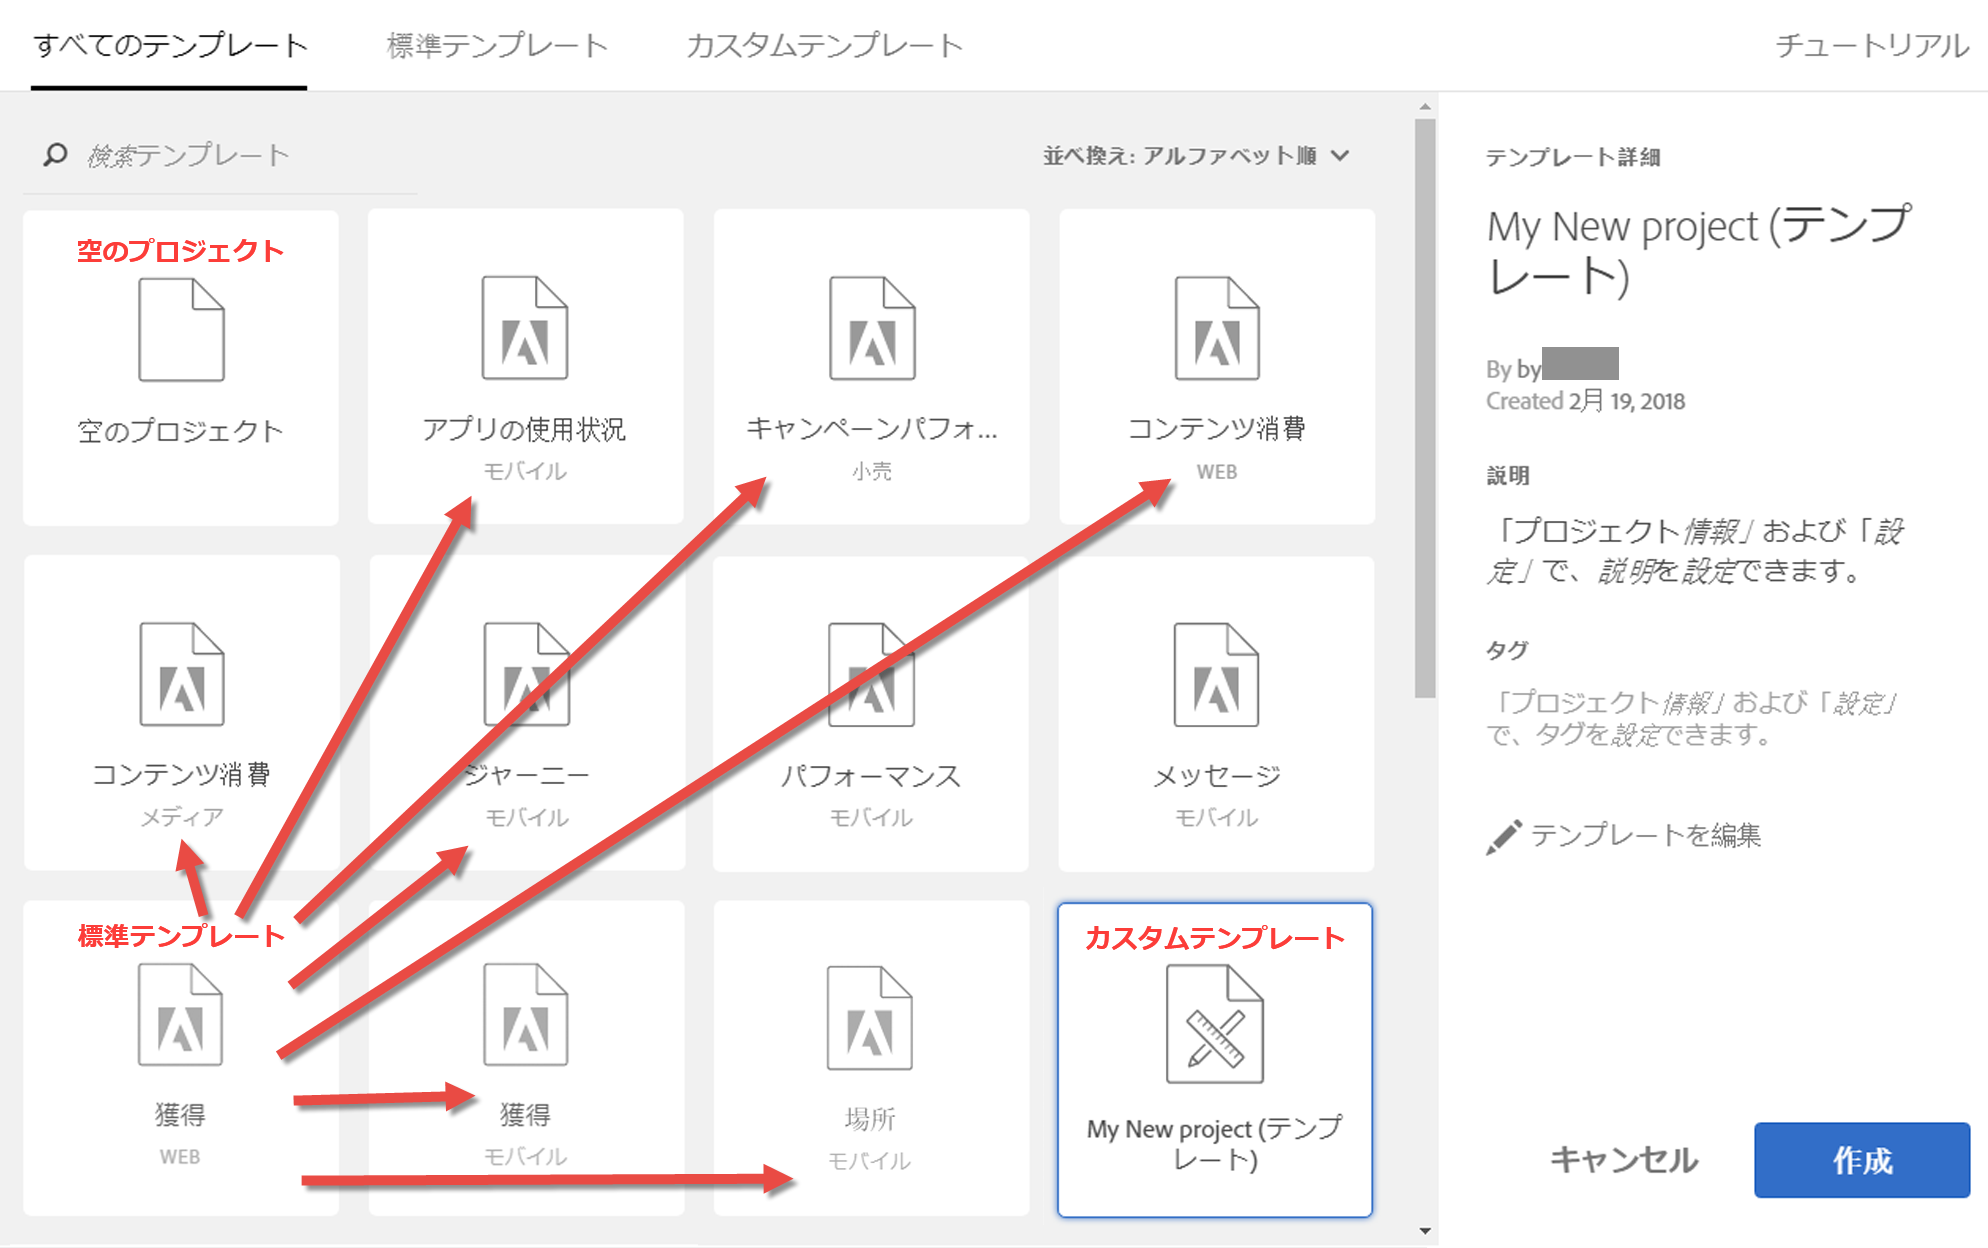 すべてのテンプレート
標準テンプレート
カスタムテンプレート
チュートリアル
検索テンプレート
並べ換え: アルファベット順
空のプロジェクト
空のプロジェクト
アプリの使用状況
モバイル
キャンペーンパフォ...
小売
コンテンツ消費
WEB
コンテンツ消費
メディア
ジャーニー
モバイル
パフォーマンス
モバイル
メッセージ
モバイル
標準テンプレート
獲得
WEB
獲得
モバイル
場所
モバイル
カスタムテンプレート
My New project (テンプ
レート)
テンプレート詳細
My New project (テンプ
レート)
By by
Created 2月 19, 2018
説明
「プロジェクト情報」および「設
定」で、説明を設定できます。
タグ
「プロジェクト情報」および「設定」
で、タグを設定できます。
テンプレートを編集
キャンセル
作成